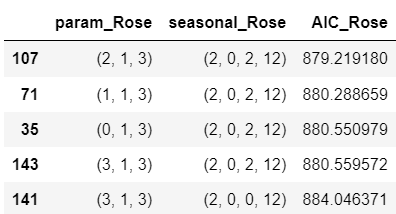 param_Rose seasonal_Rose AIC_Rose
107 (2, 1, 3) (2, 0, 2, 12) 879.219180
71 (1, 1, 3) (2, 0, 2, 12) 880.288659
35 (0, 1, 3) (2, 0, 2, 12) 880.550979
143 (3, 1, 3) (2, 0, 2, 12) 880.559572
141 (3, 1, 3) (2, 0, 0, 12) 884.046371